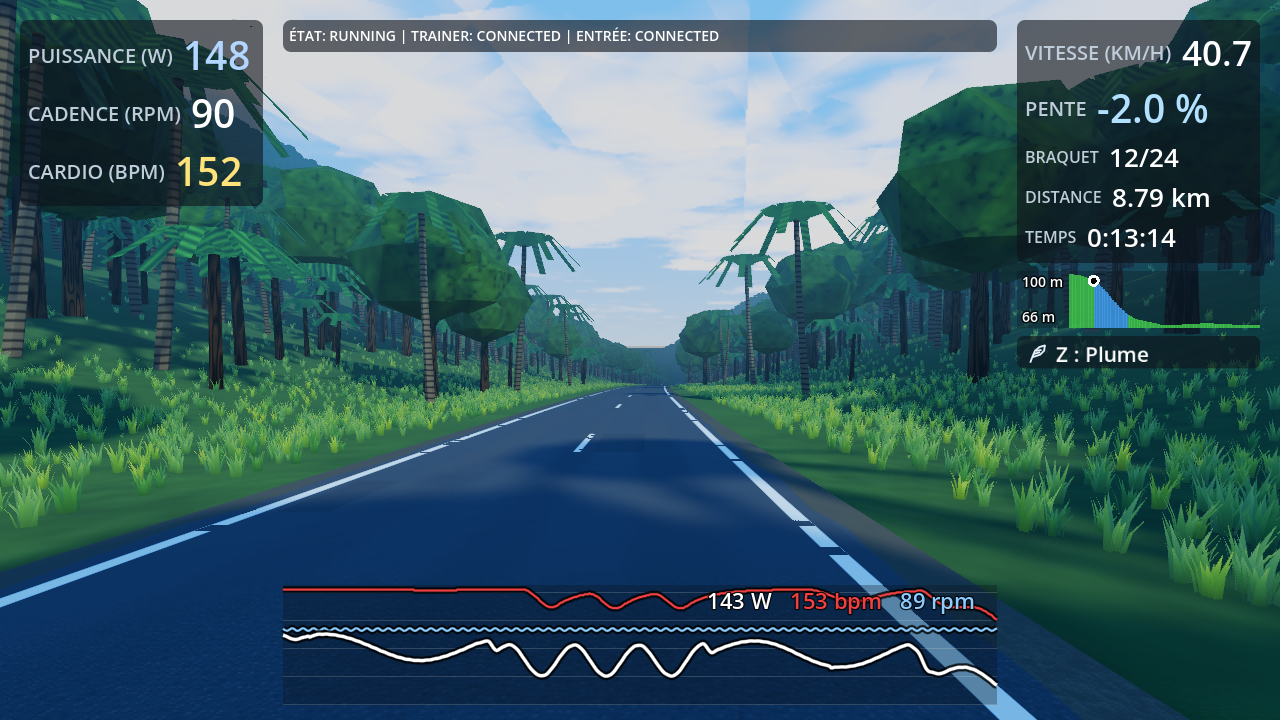 PUISSANCE (W) 148
CADENCE (RPM) 90
CARDIO (BPM) 152
ÉTAT: RUNNING | TRAINER: CONNECTED | ENTRÉE: CONNECTED
VITESSE (KM/H) 40.7
PENTE -2.0 %
BRAQUET 12/24
DISTANCE 8.79 km
TEMPS 0:13:14
100 m
66 m
Z : Plume
143 W 153 bpm 89 rpm